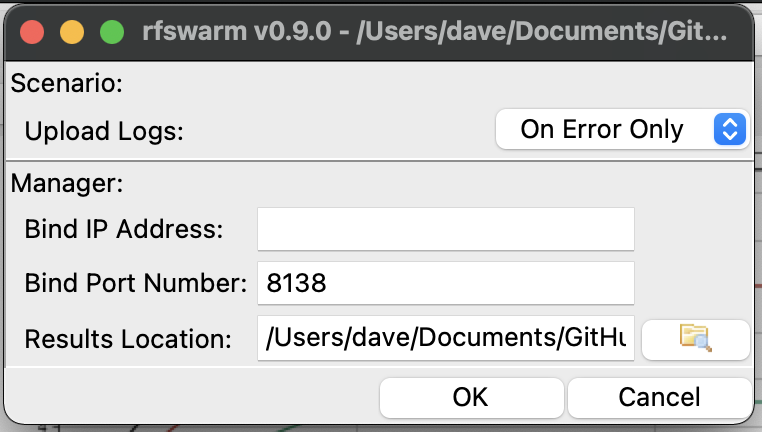 rfswarm v0.9.0 - /Users/dave/Documents/Git...
Scenario:
Upload Logs: On Error Only
Manager:
Bind IP Address:
Bind Port Number: 8138
Results Location: /Users/dave/Documents/GitHu
OK Cancel